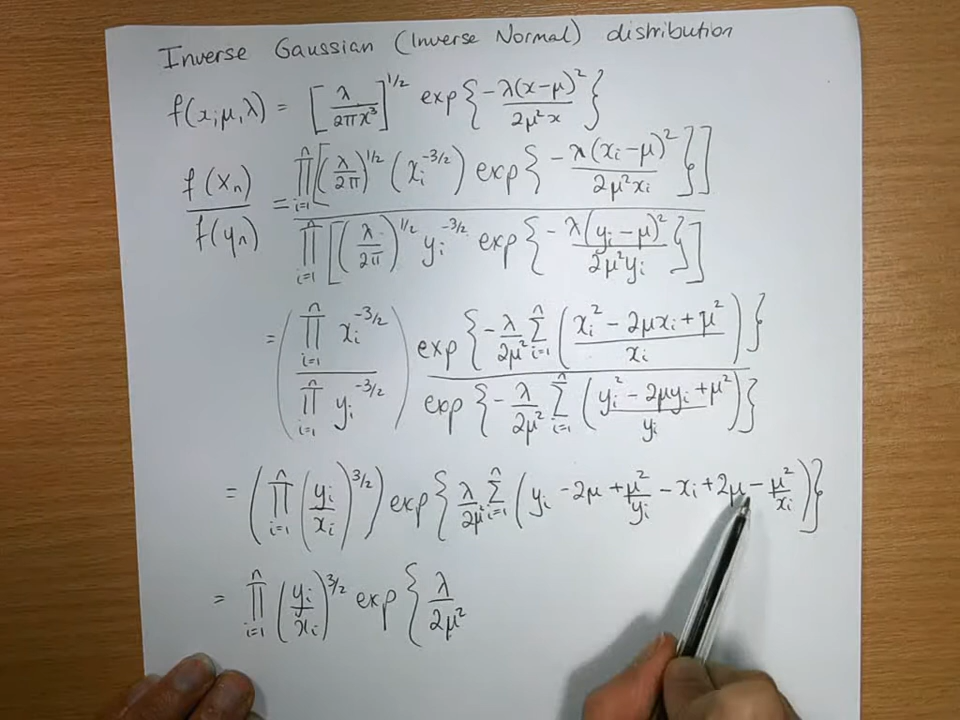 Inverse Gaussian (Inverse Normal) distribution
f(x; μ, λ) = [λ/2πx³]^1/2 exp{-λ(x-μ)²/2μ²x}
f(Xₙ)/f(yₙ) = ∏_{i=1}^{n} [(λ/2π)^1/2 (xᵢ^-3/2) exp{-λ(xᵢ-μ)²/2μ²xᵢ}] / ∏_{i=1}^{n} [(λ/2π)^1/2 yᵢ^-3/2 exp{-λ(yᵢ-μ)²/2μ²yᵢ}]
= (∏_{i=1}^{n} xᵢ^-3/2 / ∏_{i=1}^{n} yᵢ^-3/2) exp{-λ/2μ² ∑_{i=1}^{n} (xᵢ² - 2μxᵢ + μ² / xᵢ)} / exp{-λ/2μ² ∑_{i=1}^{n} (yᵢ² - 2μyᵢ + μ² / yᵢ)}
= (∏_{i=1}^{n} (yᵢ/xᵢ)^3/2) exp{λ/2μ² ∑_{i=1}^{n} (yᵢ - 2μ + μ²/yᵢ - xᵢ + 2μ - μ²/xᵢ)}
= ∏_{i=1}^{n} (yᵢ/xᵢ)^3/2 exp{λ/2μ²